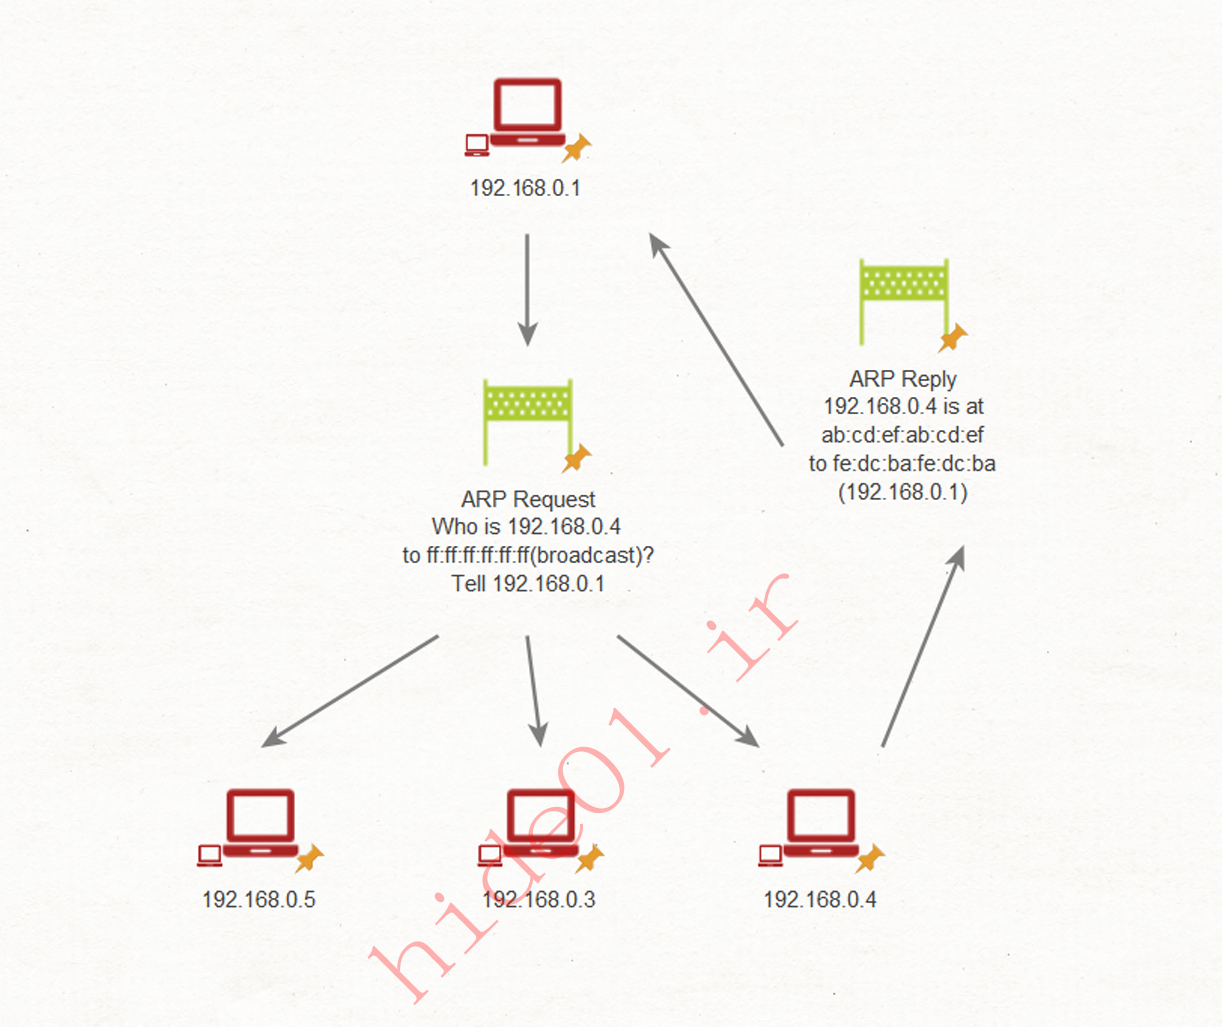 192.168.0.1
ARP Request
Who is 192.168.0.4
to ff:ff:ff:ff:ff:ff(broadcast)?
Tell 192.168.0.1
ARP Reply
192.168.0.4 is at
ab:cd:ef:ab:cd:ef
to fe:dc:ba:fe:dc:ba
(192.168.0.1)
192.168.0.5
192.168.0.3
192.168.0.4
hide01.ir